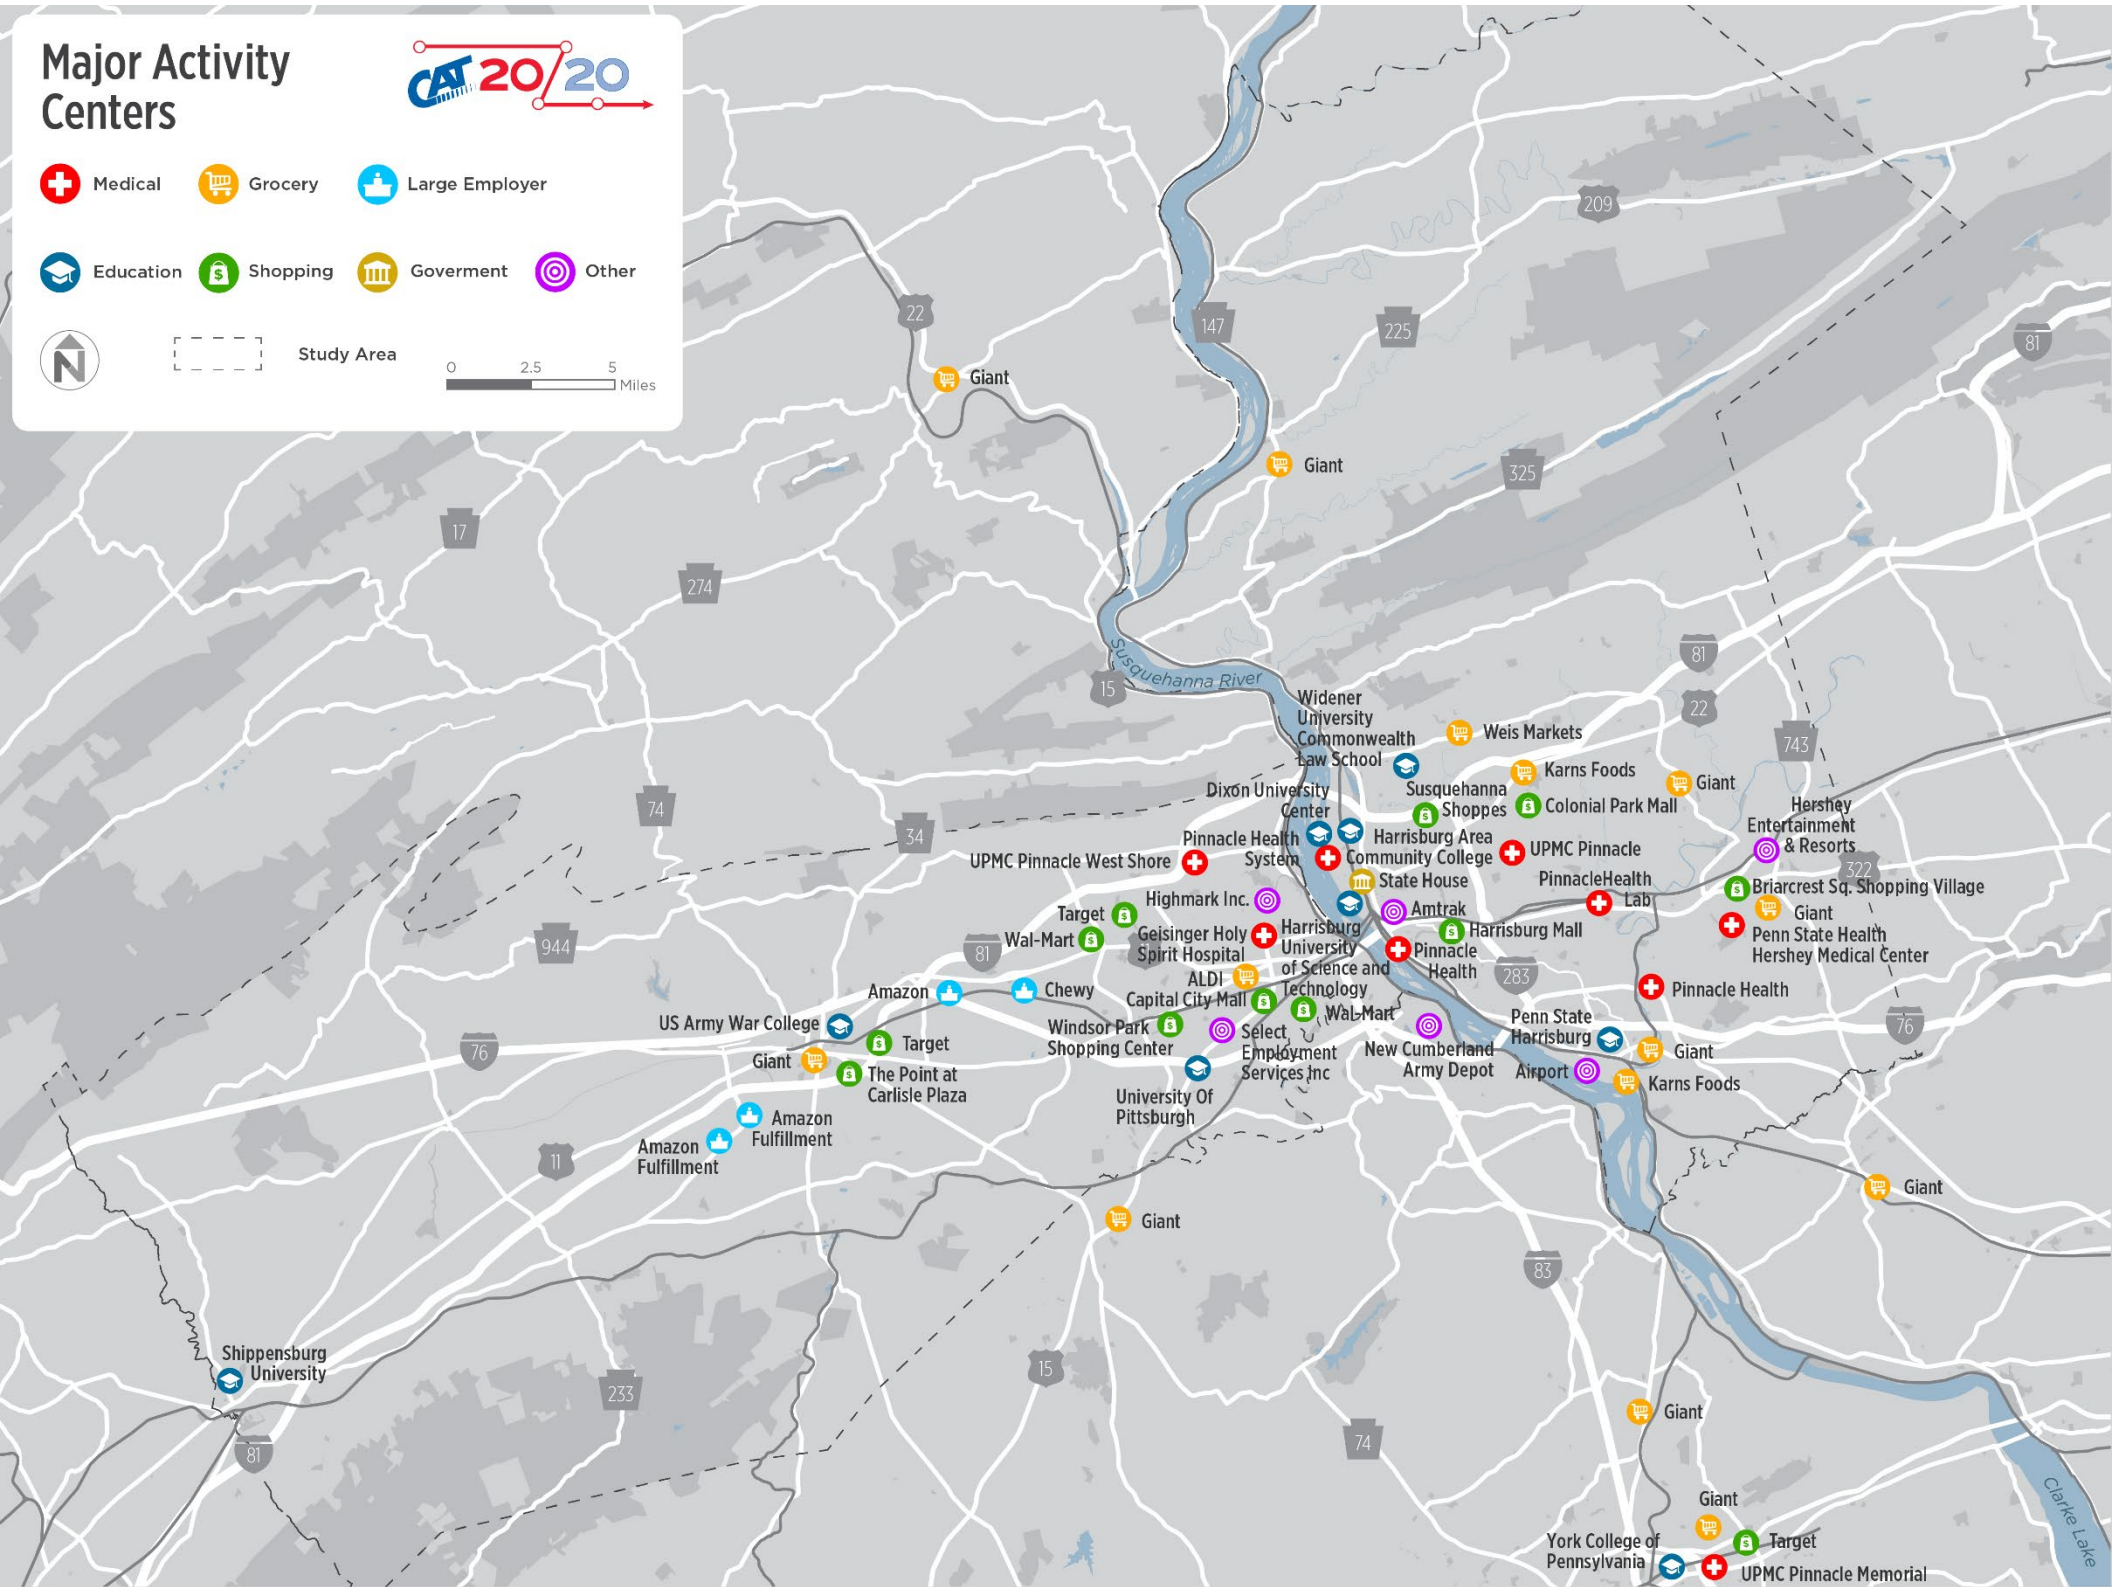 Major Activity
Centers
CAT 20/20
Medical
Grocery
Large Employer
Education
Shopping
Goverment
Other
N
Study Area
0 2.5 5
Miles
209
22
147
225
81
Giant
Giant
325
17
274
Susquehanna River
15
81
22
743
Widener
University
Commonwealth
Law School
Weis Markets
Karns Foods
Giant
Susquehanna
Shoppes
Colonial Park Mall
Dixon University
Center
Hershey
Entertainment
& Resorts
74
34
Pinnacle Health
System
Harrisburg Area
Community College
UPMC Pinnacle
UPMC Pinnacle West Shore
322
State House
PinnacleHealth
Lab
Briarcrest Sq. Shopping Village
Highmark Inc.
Amtrak
Giant
Target
Wal-Mart
Geisinger Holy
Spirit Hospital
Harrisburg
University
of Science and
Technology
Harrisburg Mall
Penn State Health
Hershey Medical Center
944
81
11
Pinnacle
Health
283
ALDI
Amazon
Chewy
Capital City Mall
Wal-Mart
Pinnacle Health
US Army War College
Windsor Park
Shopping Center
Select
Employment
Services Inc
Penn State
Harrisburg
76
76
Target
Giant
New Cumberland
Army Depot
Giant
Airport
The Point at
Carlisle Plaza
Karns Foods
University Of
Pittsburgh
Amazon
Fulfillment
Amazon
Fulfillment
11
Giant
Giant
83
Shippensburg
University
15
233
Giant
74
81
Giant
Clarke Lake
York College of
Pennsylvania
Target
UPMC Pinnacle Memorial